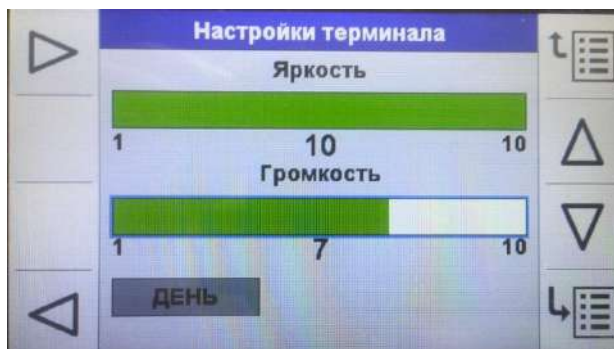 Настройки терминала
Яркость
1 10 10
Громкость
1 7 10
ДЕНЬ